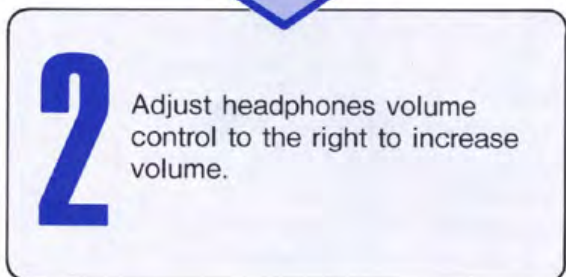 2
Adjust headphones volume
control to the right to increase
volume.